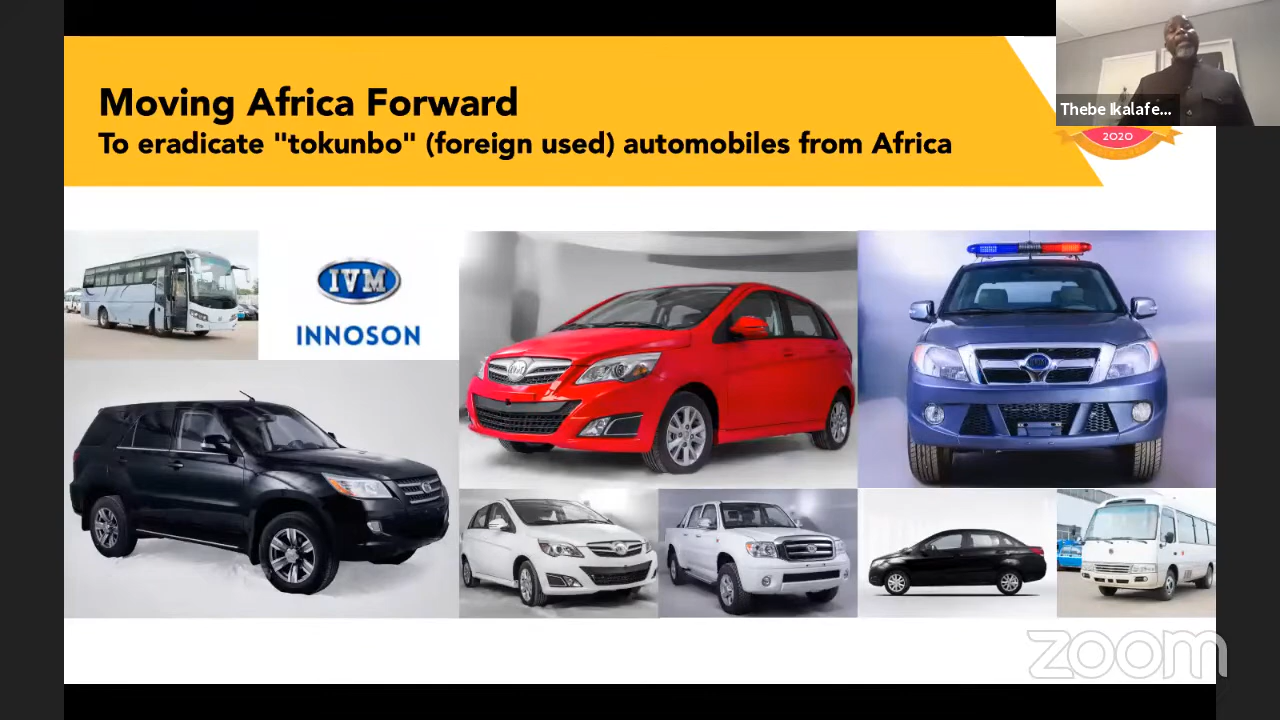 Moving Africa Forward
To eradicate "tokunbo" (foreign used) automobiles from Africa
Thebe Ikalafe...
2020
IVM
INNOSON
zoom